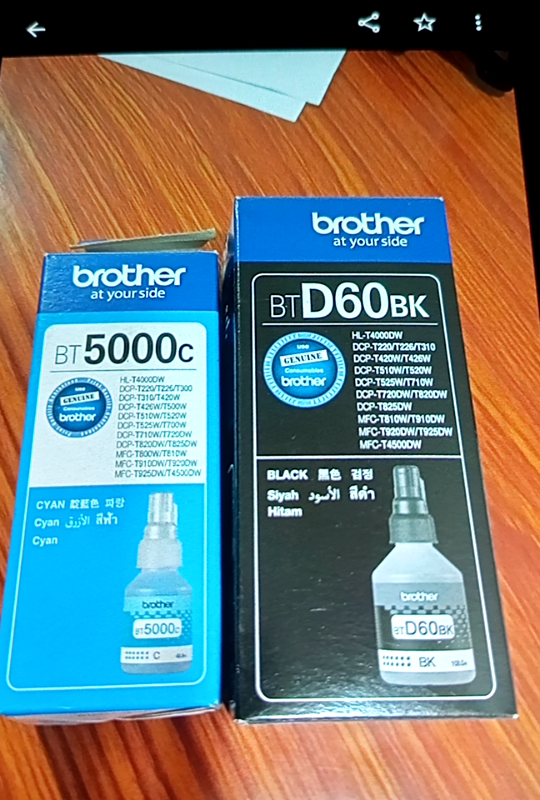 brother
at your side
BT5000C
Use
GENUINE
Consumables
brother
HL-T4000DW
DCP-T220/T226/T300
DCP-T310/T420W
DCP-T426W/T500W
DCP-T510W/T520W
DCP-T525W/T700W
DCP-T710W/T720DW
DCP-T820DW/T825DW
MFC-T800W/T810W
MFC-T910DW/T920DW
MFC-T925DW/T4500DW
CYAN 靛藍色 파랑
Cyan الأزرق สีฟ้า
Cyan
brother
BT5000C
C
brother
at your side
BTD60BK
Use
GENUINE
Consumables
brother
HL-T4000DW
DCP-T220/T226/T310
DCP-T420W/T426W
DCP-T510W/T520W
DCP-T525W/T710W
DCP-T720DW/T820DW
DCP-T825DW
MFC-T810W/T910DW
MFC-T920DW/T925DW
MFC-T4500DW
BLACK 黑色 검정
Siyah الأسود สีดำ
Hitam
brother
BTD60BK
BK